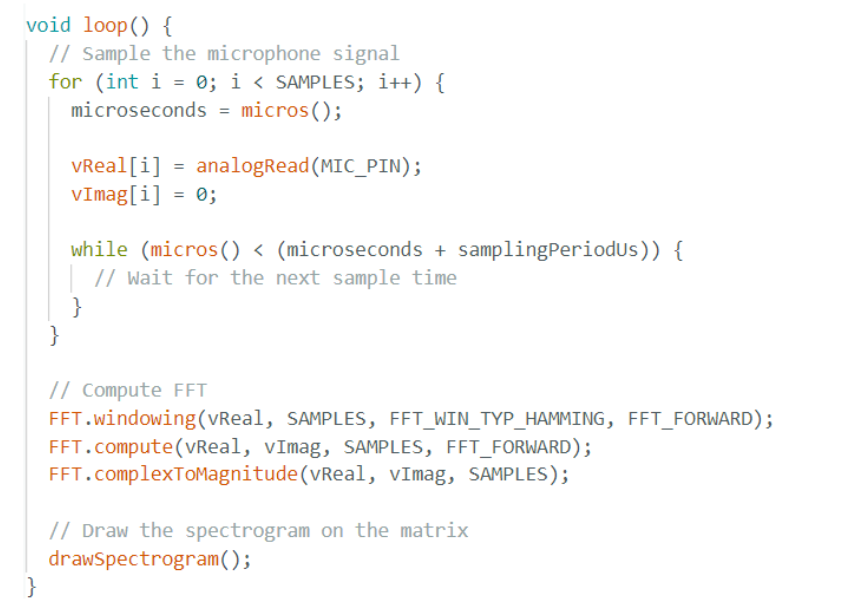 void loop() {
  // Sample the microphone signal
  for (int i = 0; i < SAMPLES; i++) {
    microseconds = micros();

    vReal[i] = analogRead(MIC_PIN);
    vImag[i] = 0;

    while (micros() < (microseconds + samplingPeriodUs)) {
      // Wait for the next sample time
    }
  }

  // Compute FFT
  FFT.windowing(vReal, SAMPLES, FFT_WIN_TYP_HAMMING, FFT_FORWARD);
  FFT.compute(vReal, vImag, SAMPLES, FFT_FORWARD);
  FFT.complexToMagnitude(vReal, vImag, SAMPLES);

  // Draw the spectrogram on the matrix
  drawSpectrogram();
}